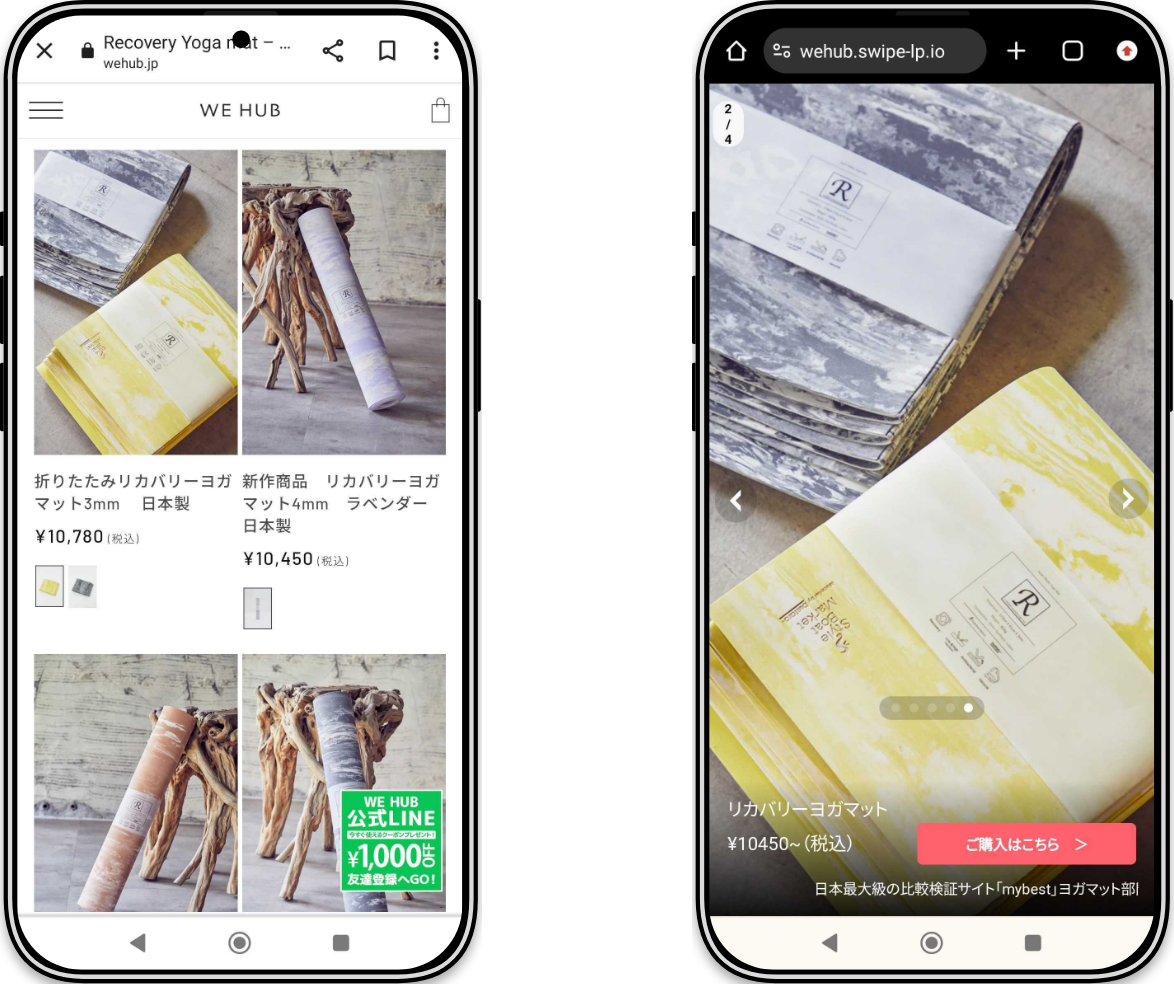 Recovery Yoga mat – ...
wehub.jp
WE HUB
R
R
R
折りたたみリカバリーヨガ
マット3mm 日本製
¥10,780 (税込)
新作商品 リカバリーヨガ
マット4mm ラベンダー
日本製
¥10,450 (税込)
R
WE HUB
公式LINE
今すぐ使えるクーポンプレゼント!
¥1,000OFF
友達登録へGO!
wehub.swipe-lp.io
2
/
4
R
R
リカバリーヨガマット
¥10450~(税込)
ご購入はこちら >
日本最大級の比較検証サイト「mybest」ヨガマット部